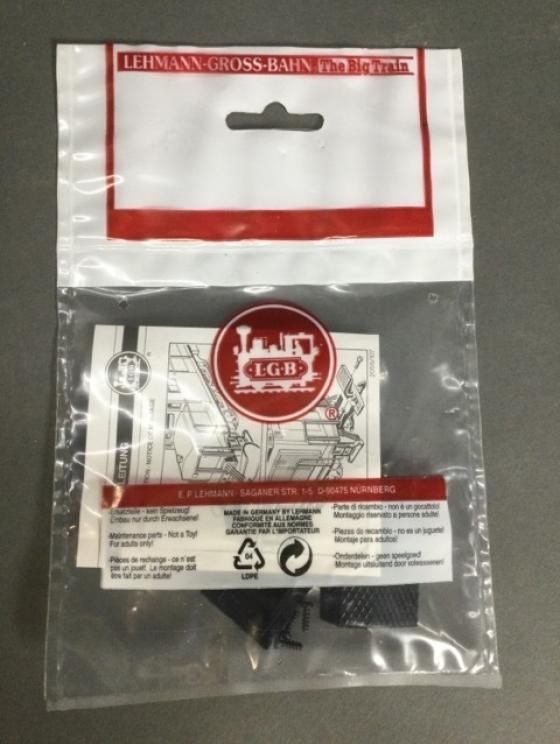 LEHMANN-GROSS-BAHN The Big Train
L·G·B
®
LGB
LEITUNG
E. P. LEHMANN · SAGANER STR. 1-5 D-90475 NÜRNBERG
-Ersatzteile - kein Spielzeug!
Einbau nur durch Erwachsene!
-Maintenance parts - Not a Toy!
For adults only!
-Pièces de rechange - ce n'est
pas un jouet. Le montage doit
être fait par un adulte!
MADE IN GERMANY BY LEHMANN
FABRIQUÉ EN ALLEMAGNE
CONFORMITÉ AUX NORMES
GARANTIE PAR L'IMPORTATEUR
04
LDPE
-Parte di ricambio - non è un giocattolo!
Montaggio riservato a persone adulte!
-Piezas de recambio - no es un juguete!
Montaje para adultos!
-Onderdelen - geen speelgoed!
Montage uitsluitend door volwassenen!